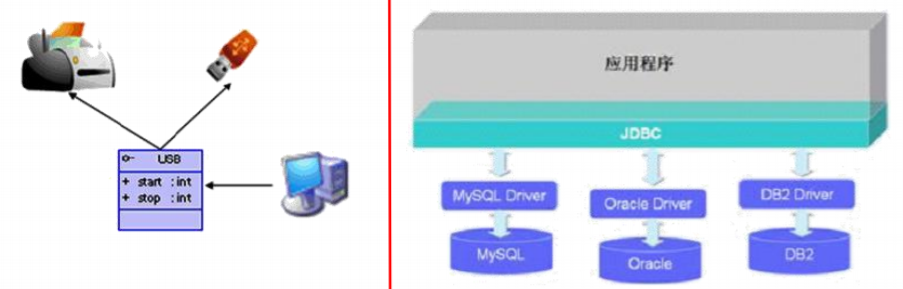 USB
+ start : int
+ stop : int
应用程序
JDBC
MySQL Driver
Oracle Driver
DB2 Driver
MySQL
Oracle
DB2